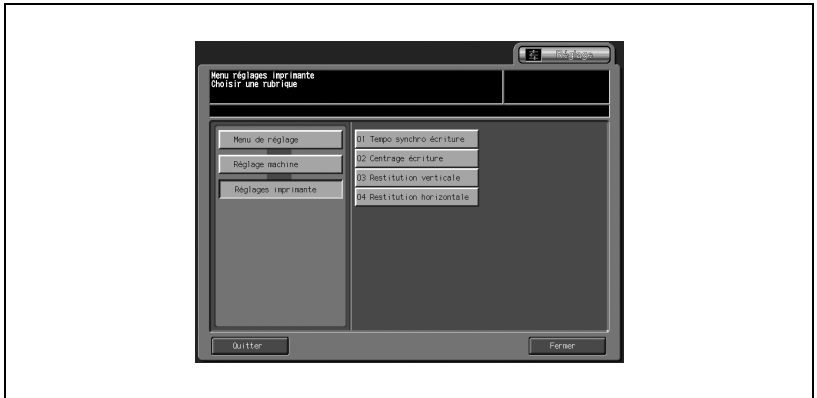 Réglage
Menu réglages imprimante
Choisir une rubrique
Menu de réglage
Réglage machine
Réglages imprimante
01 Tempo synchro écriture
02 Centrage écriture
03 Restitution verticale
04 Restitution horizontale
Quitter
Fermer